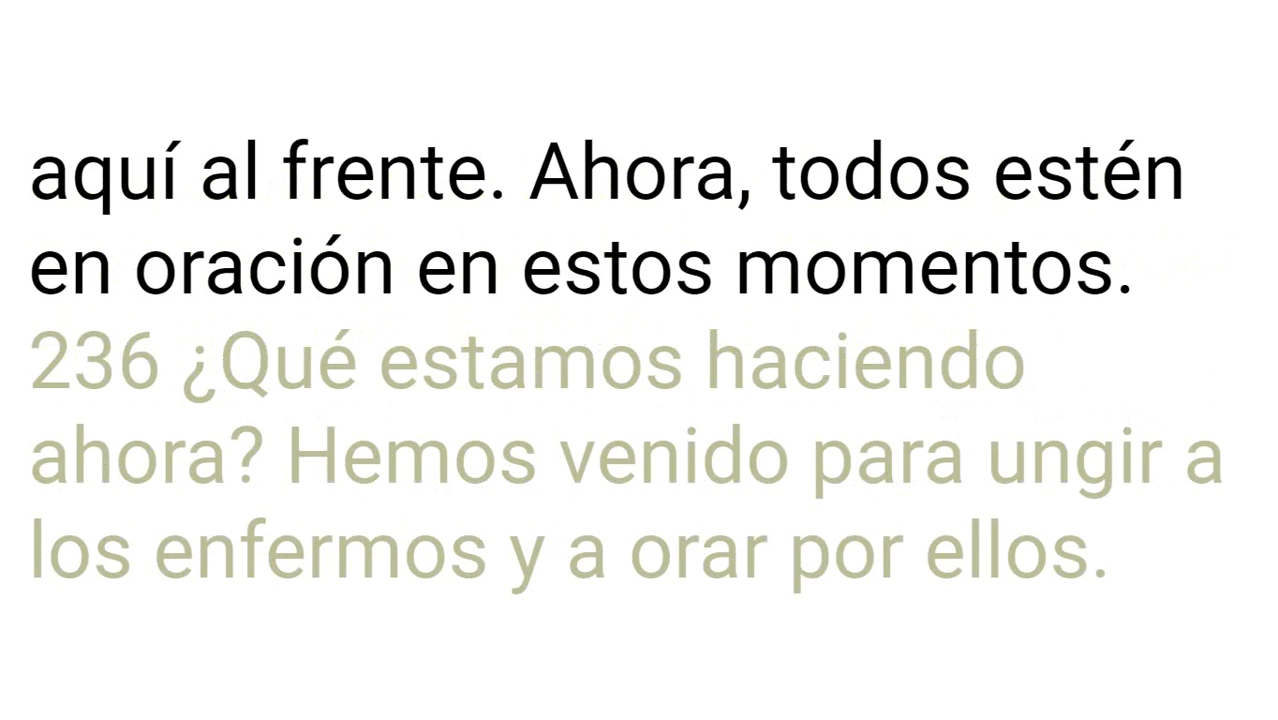 aquí al frente. Ahora, todos estén
en oración en estos momentos.
236 ¿Qué estamos haciendo
ahora? Hemos venido para ungir a
los enfermos y a orar por ellos.